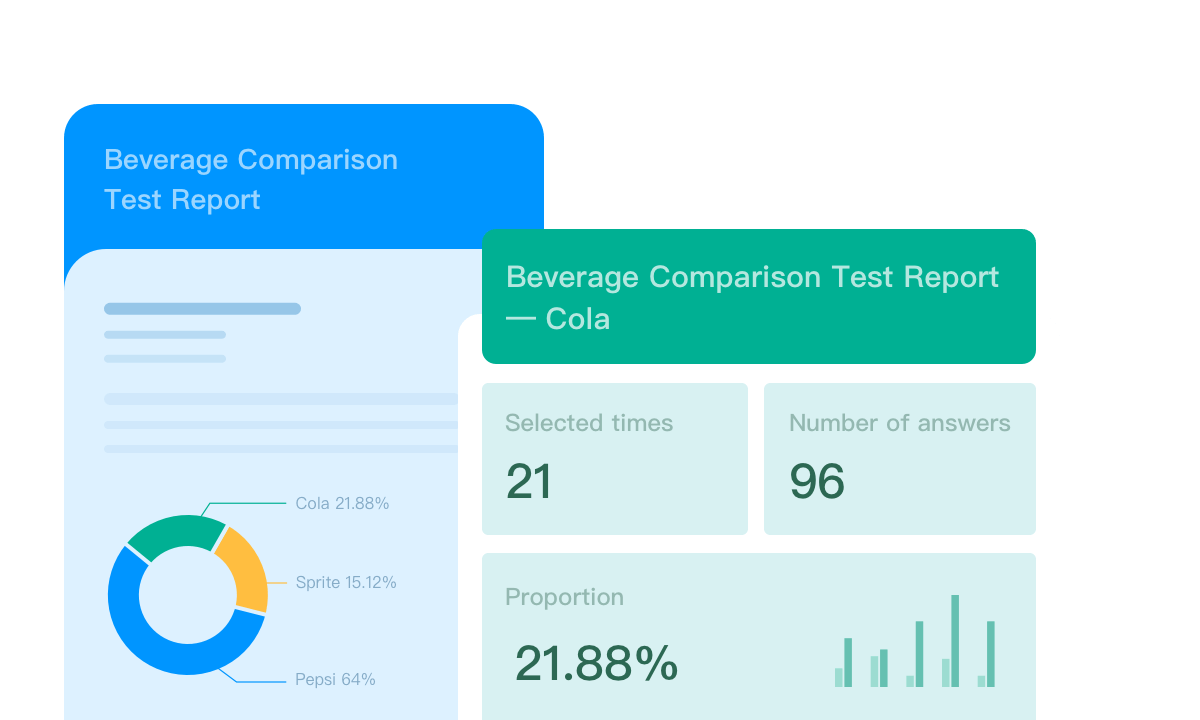 Beverage Comparison
Test Report
Cola 21.88%
Sprite 15.12%
Pepsi 64%
Beverage Comparison Test Report
— Cola
Selected times
21
Number of answers
96
Proportion
21.88%